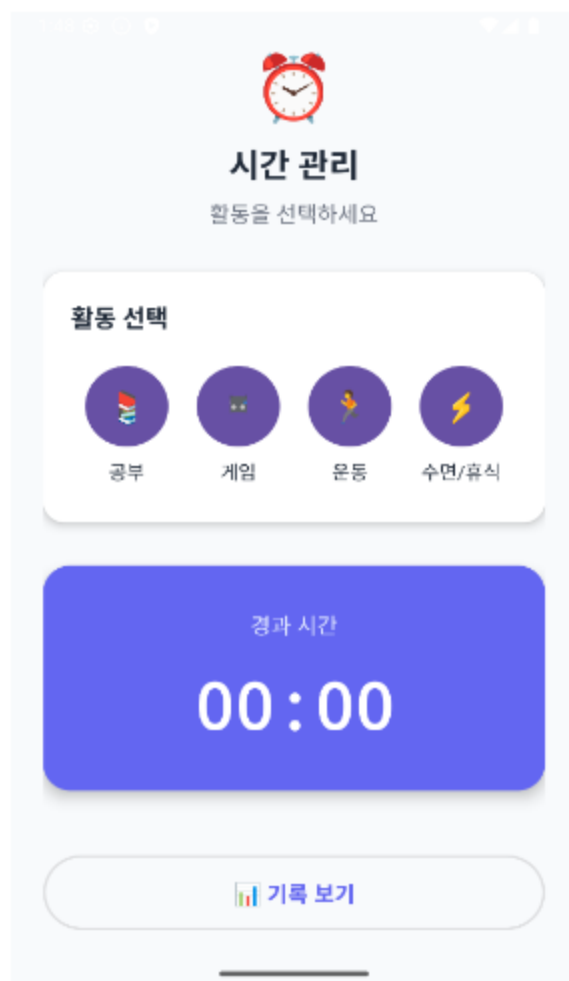 시간 관리
활동을 선택하세요
활동 선택
공부 게임 운동 수면/휴식
경과 시간
00:00
기록 보기